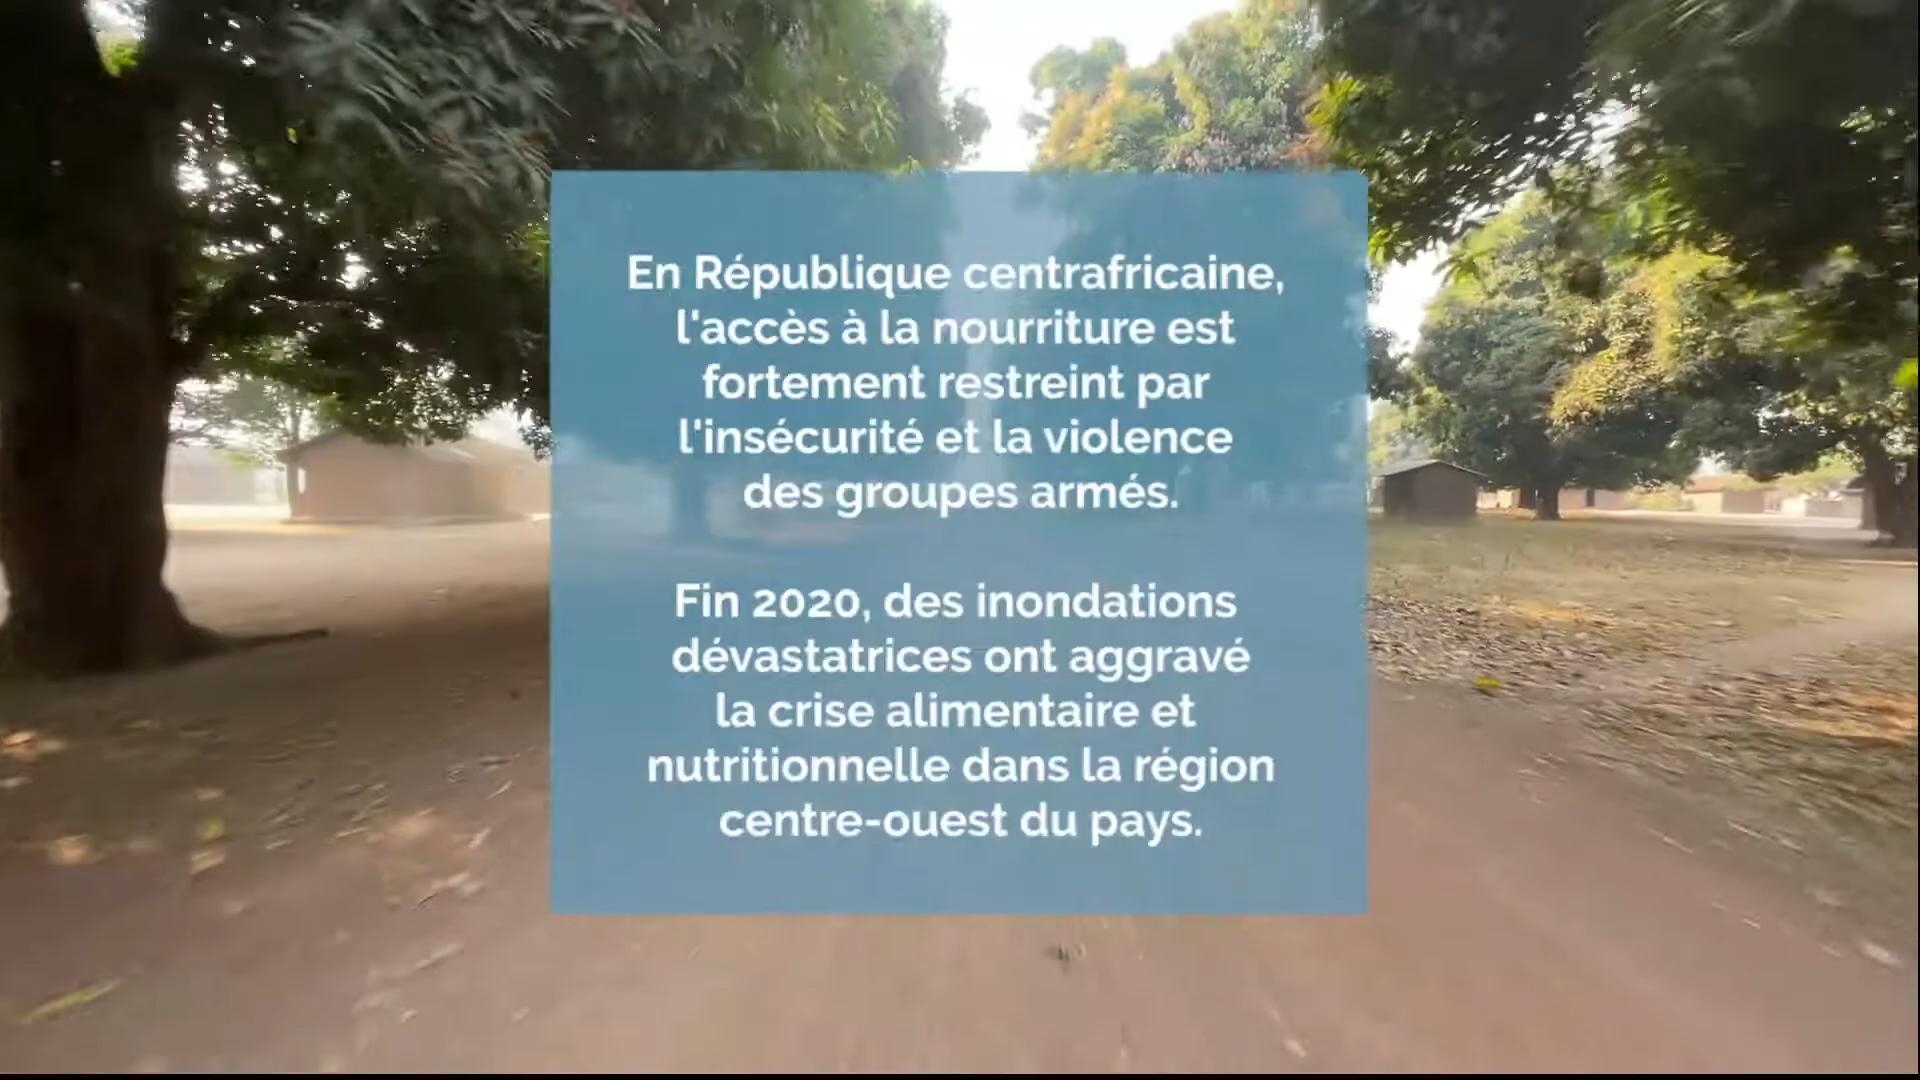 En République centrafricaine,
l'accès à la nourriture est
fortement restreint par
l'insécurité et la violence
des groupes armés.
Fin 2020, des inondations
dévastatrices ont aggravé
la crise alimentaire et
nutritionnelle dans la région
centre-ouest du pays.